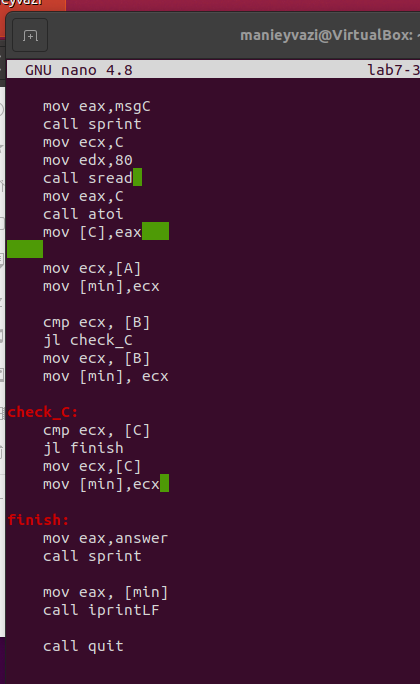 manieyvazi@VirtualBox: ~
GNU nano 4.8 lab7-3
mov eax,msgC
call sprint
mov ecx,C
mov edx,80
call sread
mov eax,C
call atoi
mov [C],eax
mov ecx,[A]
mov [min],ecx
cmp ecx, [B]
jl check_C
mov ecx, [B]
mov [min], ecx
check_C:
cmp ecx, [C]
jl finish
mov ecx,[C]
mov [min],ecx
finish:
mov eax,answer
call sprint
mov eax, [min]
call iprintLF
call quit